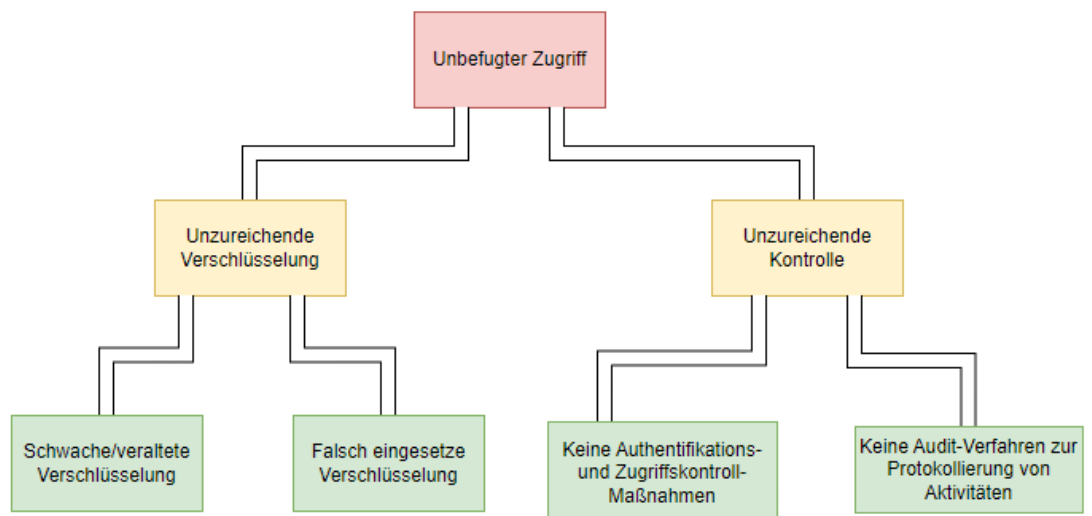 Unbefugter Zugriff
Unzureichende
Verschlüsselung
Unzureichende
Kontrolle
Schwache/veraltete
Verschlüsselung
Falsch eingesetze
Verschlüsselung
Keine Authentifikations-
und Zugriffskontroll-
Maßnahmen
Keine Audit-Verfahren zur
Protokollierung von
Aktivitäten